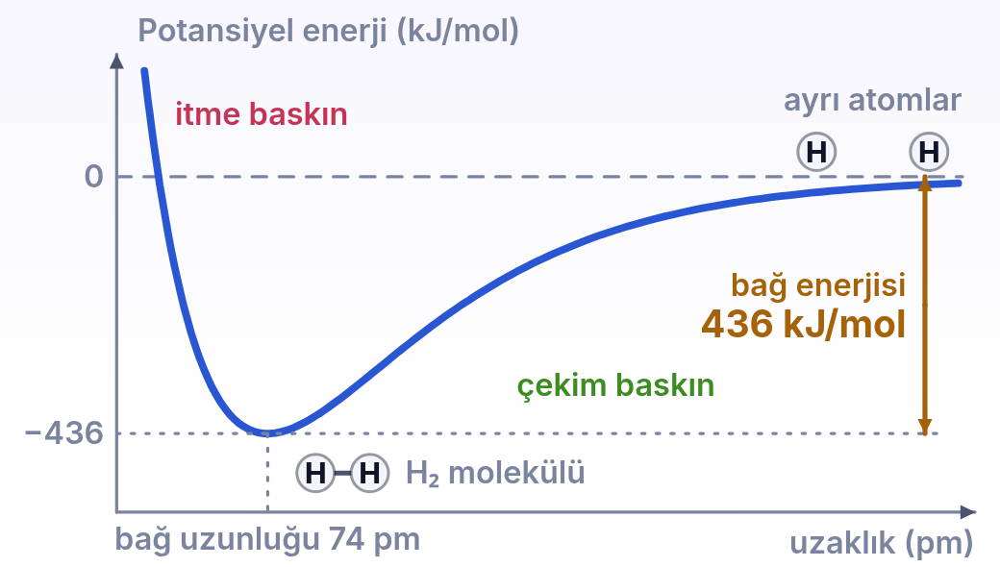 Potansiyel enerji (kJ/mol)
itme baskın
ayrı atomlar
H H
0
bağ enerjisi
436 kJ/mol
çekim baskın
−436
H H H₂ molekülü
bağ uzunluğu 74 pm
uzaklık (pm)